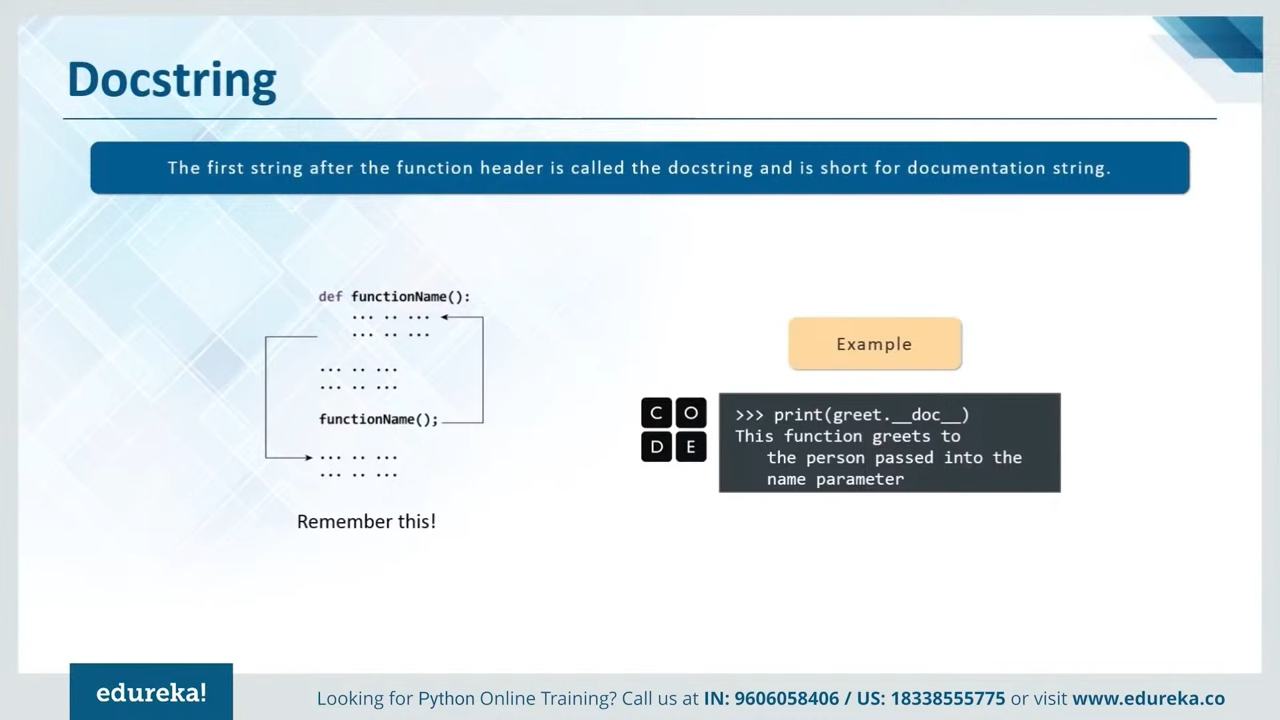 Docstring
The first string after the function header is called the docstring and is short for documentation string.
def functionName():
... .. ...
... .. ...
... .. ...
... .. ...
functionName();
... .. ...
... .. ...
Remember this!
Example
C O
D E
>>> print(greet.__doc__)
This function greets to
the person passed into the
name parameter
edureka!
Looking for Python Online Training? Call us at IN: 9606058406 / US: 18338555775 or visit www.edureka.co